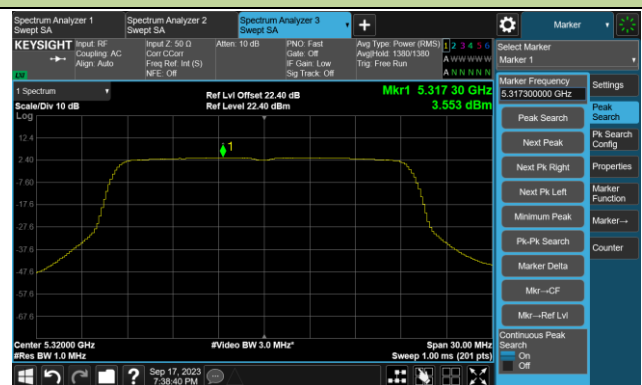 Spectrum Analyzer 1
Swept SA
Spectrum Analyzer 2
Swept SA
Spectrum Analyzer 3
Swept SA
Marker
KEYSIGHT
Input: RF
Coupling: AC
Align: Auto
Input Z: 50 Ω
Corr CCorr
Freq Ref: Int (S)
NFE: Off
Atten: 10 dB
PNO: Fast
Gate: Off
IF Gain: Low
Sig Track: Off
Avg Type: Power (RMS)
Avg|Hold: 1380/1380
Trig: Free Run
1 2 3 4 5 6
A W W W W W
A N N N N N
LW
Select Marker
Marker 1
1 Spectrum
Scale/Div 10 dB
Log
Ref Lvl Offset 22.40 dB
Ref Level 22.40 dBm
Mkr1 5.317 30 GHz
3.553 dBm
Marker Frequency
5.317300000 GHz
Settings
Peak Search
Peak
Search
Next Peak
Pk Search
Config
Next Pk Right
Properties
Next Pk Left
Marker
Function
Minimum Peak
Marker→
Pk-Pk Search
Counter
Marker Delta
Mkr→CF
Mkr→Ref Lvl
Continuous Peak
Search
On
Off
1
12.4
2.40
-7.60
-17.6
-27.6
-37.6
-47.6
-57.6
-67.6
Center 5.32000 GHz
#Res BW 1.0 MHz
#Video BW 3.0 MHz*
Span 30.00 MHz
Sweep 1.00 ms (201 pts)
?
Sep 17, 2023
7:38:40 PM